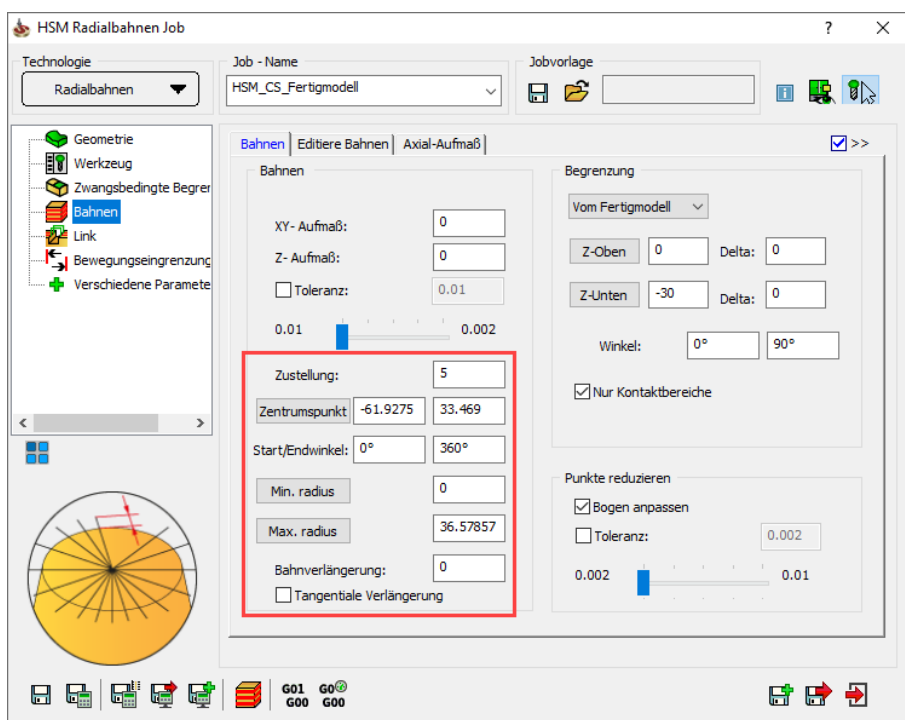 HSM Radialbahnen Job
?
Technologie
Radialbahnen
Job - Name
HSM_CS_Fertigmodell
Jobvorlage
Geometrie
Werkzeug
Zwangsbedingte Begrer
Bahnen
Link
Bewegungseingrenzung
Verschiedene Paramete
Bahnen
Editiere Bahnen
Axial-Aufmaß
>>
Bahnen
XY- Aufmaß: 0
Z- Aufmaß: 0
Toleranz: 0.01
0.01 0.002
Zustellung: 5
Zentrumspunkt -61.9275 33.469
Start/Endwinkel: 0° 360°
Min. radius 0
Max. radius 36.57857
Bahnverlängerung: 0
Tangentiale Verlängerung
Begrenzung
Vom Fertigmodell
Z-Oben 0 Delta: 0
Z-Unten -30 Delta: 0
Winkel: 0° 90°
Nur Kontaktbereiche
Punkte reduzieren
Bogen anpassen
Toleranz: 0.002
0.002 0.01
G01 G0
G00 G00